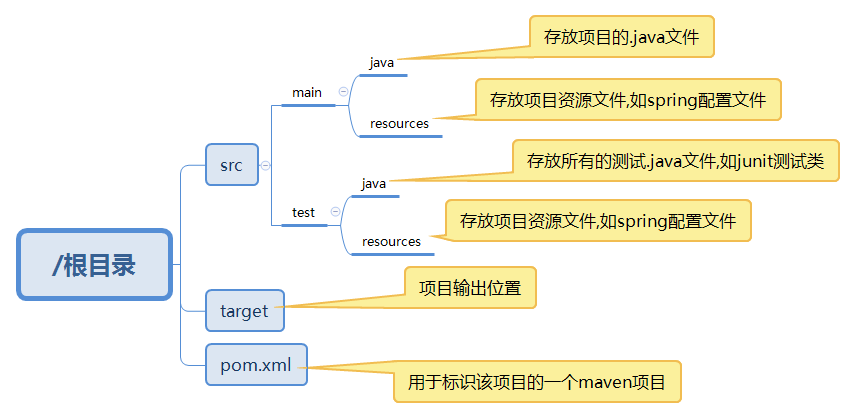 存放项目的.java文件
java
main
存放项目资源文件,如spring配置文件
resources
src
存放所有的测试.java文件,如junit测试类
java
test
存放项目资源文件,如spring配置文件
resources
/根目录
项目输出位置
target
pom.xml
用于标识该项目的一个maven项目